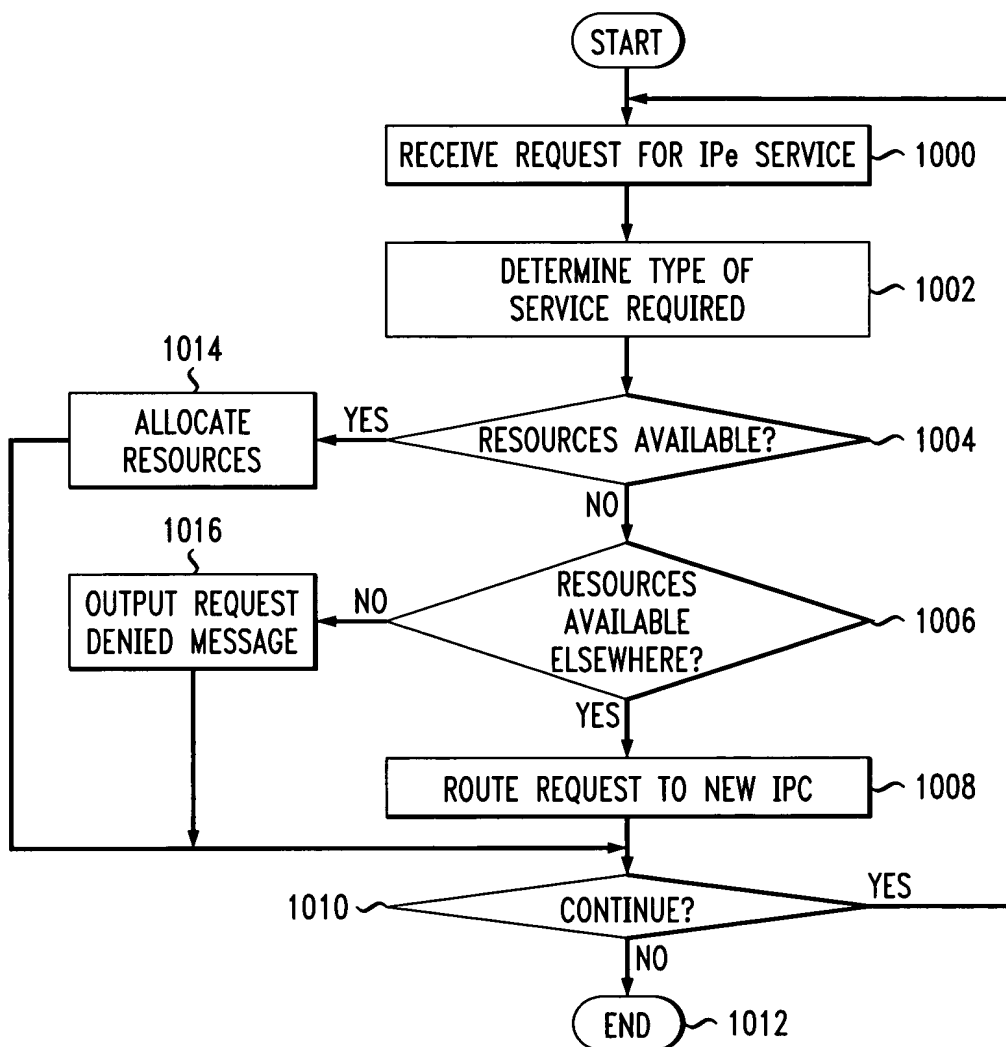 START
RECEIVE REQUEST FOR IPe SERVICE
1000
DETERMINE TYPE OF
SERVICE REQUIRED
1002
1014
ALLOCATE
RESOURCES
YES
RESOURCES AVAILABLE?
1004
NO
1016
OUTPUT REQUEST
DENIED MESSAGE
NO
RESOURCES
AVAILABLE
ELSEWHERE?
1006
YES
ROUTE REQUEST TO NEW IPC
1008
1010
CONTINUE?
YES
NO
END
1012